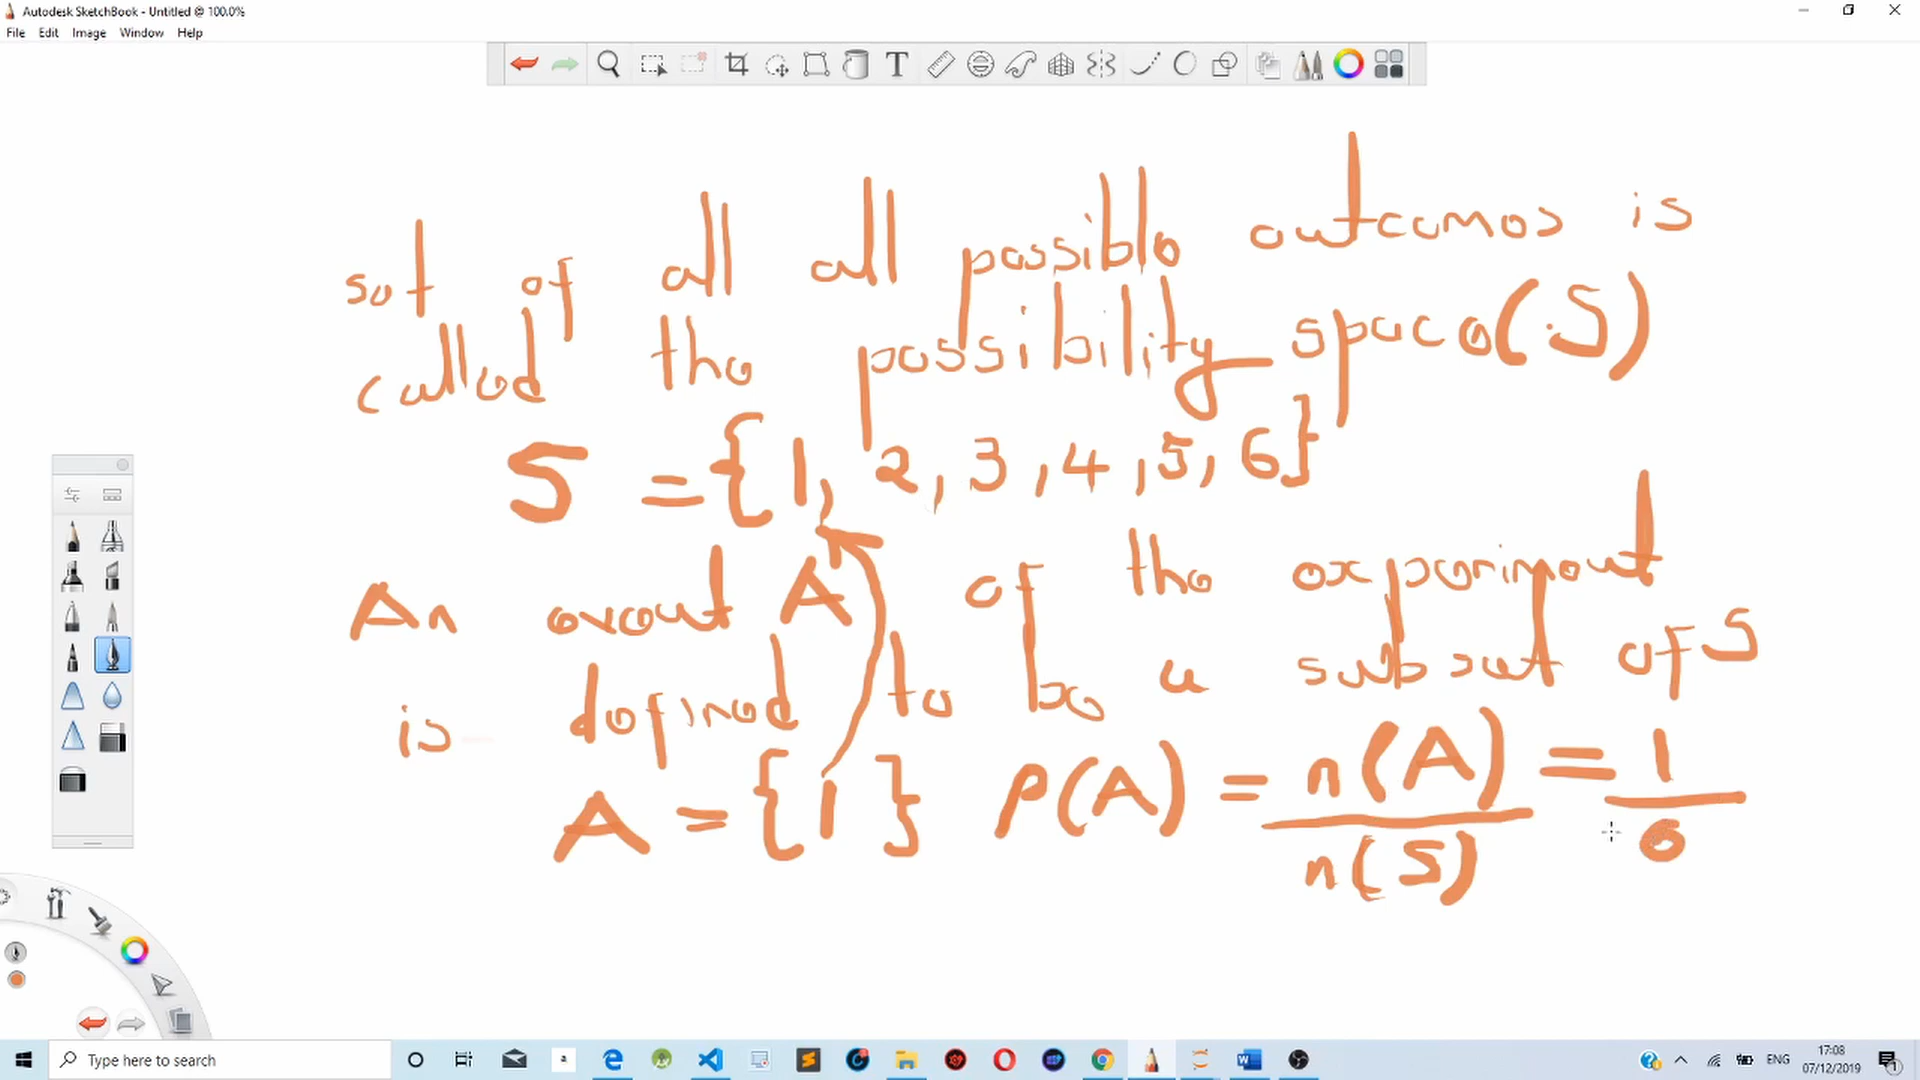 Autodesk SketchBook - Untitled @ 100.0%
File Edit Image Window Help
set of all all possible outcomes is
called the possibility space (.S)
S = {1, 2, 3, 4, 5, 6}
An event A of the experiment
is defined to be a subset of S
A = {1} P(A) = n(A)/n(S) = 1/6
Type here to search
ENG
17:08
07/12/2019